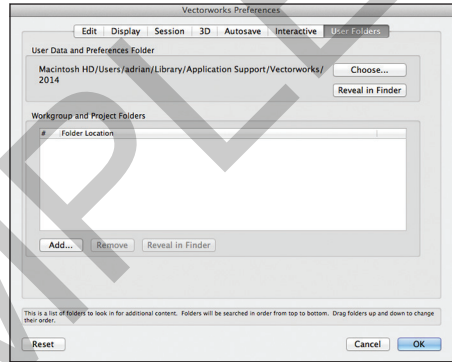 Vectorworks Preferences
Edit Display Session 3D Autosave Interactive User Folders
User Data and Preferences Folder
Macintosh HD/Users/adrian/Library/Application Support/Vectorworks/
2014
Choose...
Reveal in Finder
Workgroup and Project Folders
# Folder Location
Add... Remove Reveal in Finder
This is a list of folders to look in for additional content. Folders will be searched in order from top to bottom. Drag folders up and down to change
their order.
Reset Cancel OK